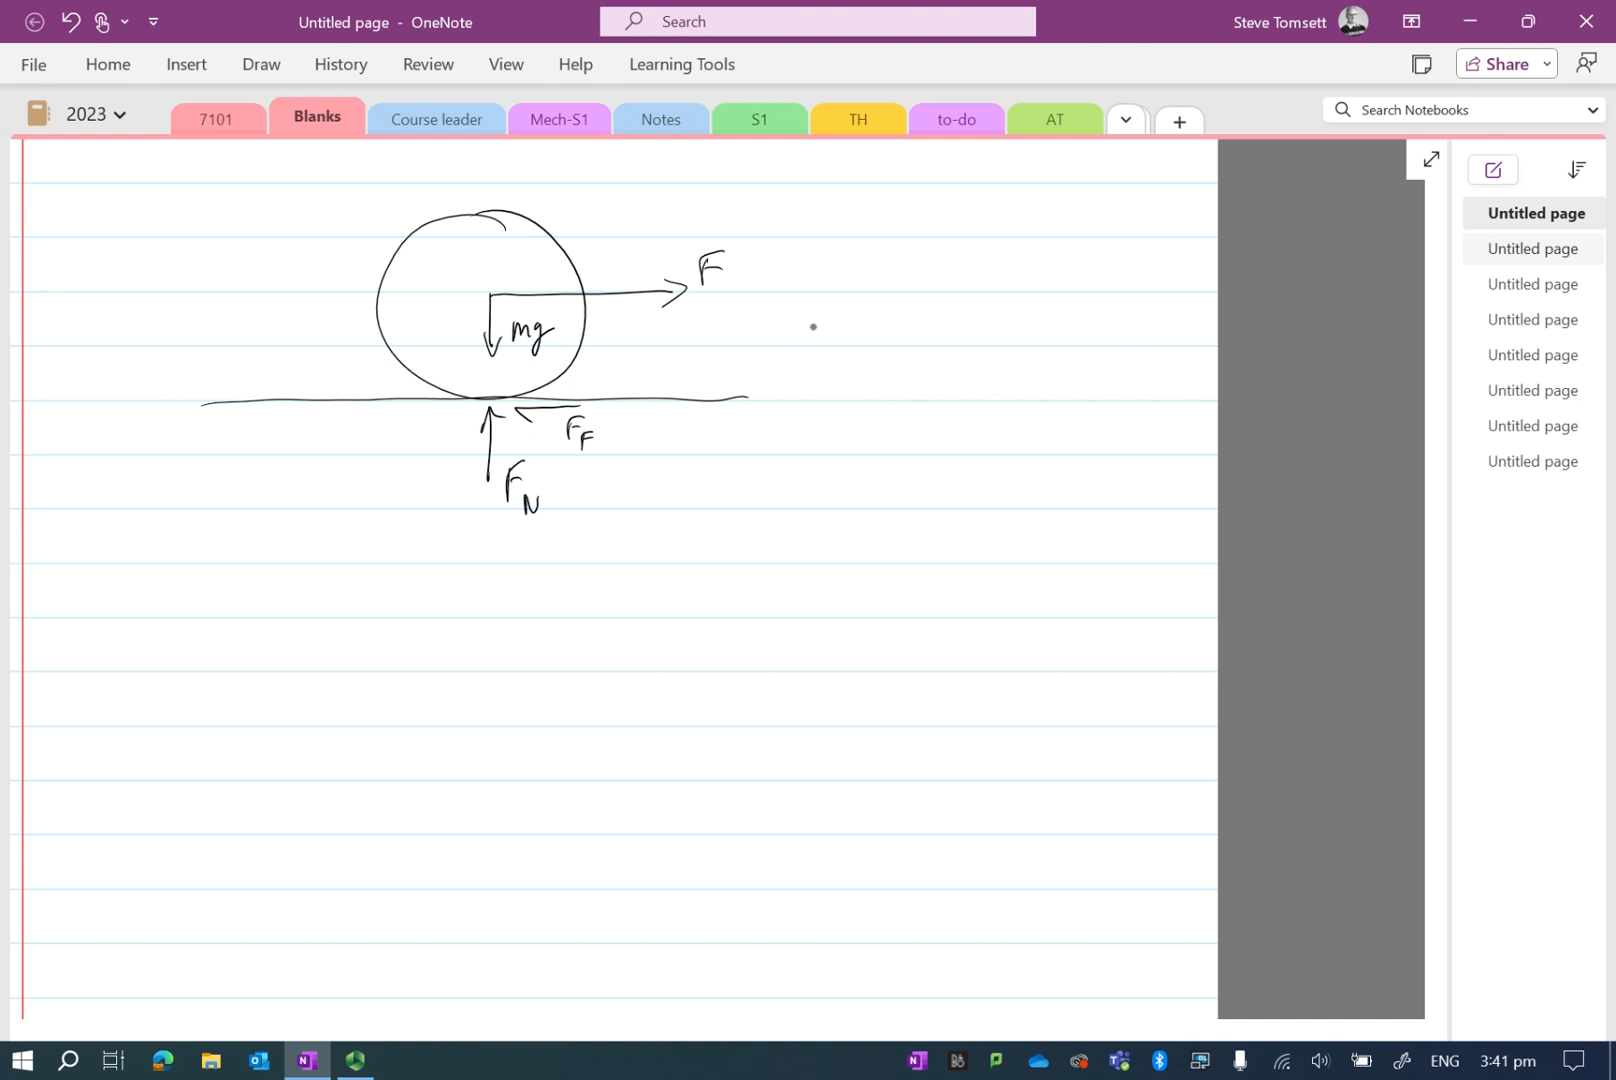 Untitled page - OneNote
Search
Steve Tomsett
File Home Insert Draw History Review View Help Learning Tools
Share
2023
7101 Blanks Course leader Mech-S1 Notes S1 TH to-do AT
+
Search Notebooks
Untitled page
Untitled page
Untitled page
Untitled page
Untitled page
Untitled page
Untitled page
Untitled page
F
mg
F_F
F_N
ENG
3:41 pm